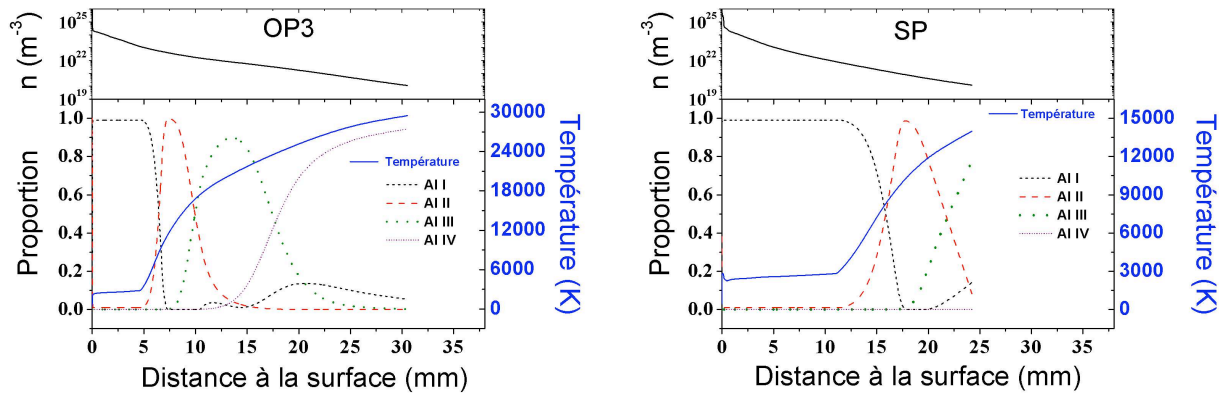 OP3
n (m⁻³)
10²⁵
10²²
10¹⁹
Proportion
1.0
0.8
0.6
0.4
0.2
0.0
Température
Al I
Al II
Al III
Al IV
30000
24000
18000
12000
6000
0
Température (K)
0 5 10 15 20 25 30 35
Distance à la surface (mm)
SP
n (m⁻³)
10²⁵
10²²
10¹⁹
Proportion
1.0
0.8
0.6
0.4
0.2
0.0
Température
Al I
Al II
Al III
Al IV
15000
12000
9000
6000
3000
0
Température (K)
0 5 10 15 20 25 30 35
Distance à la surface (mm)